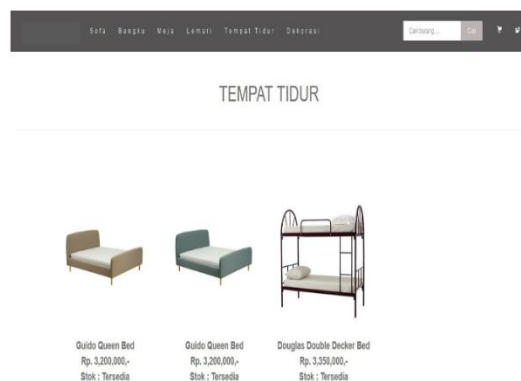 Sofa Bangku Meja Lemari Tempat Tidur Dekorasi
Cari
TEMPAT TIDUR
Guido Queen Bed Guido Queen Bed Douglas Double Decker Bed
Rp. 3,200,000,- Rp. 3,200,000,- Rp. 3,350,000,-
Stok : Tersedia Stok : Tersedia Stok : Tersedia